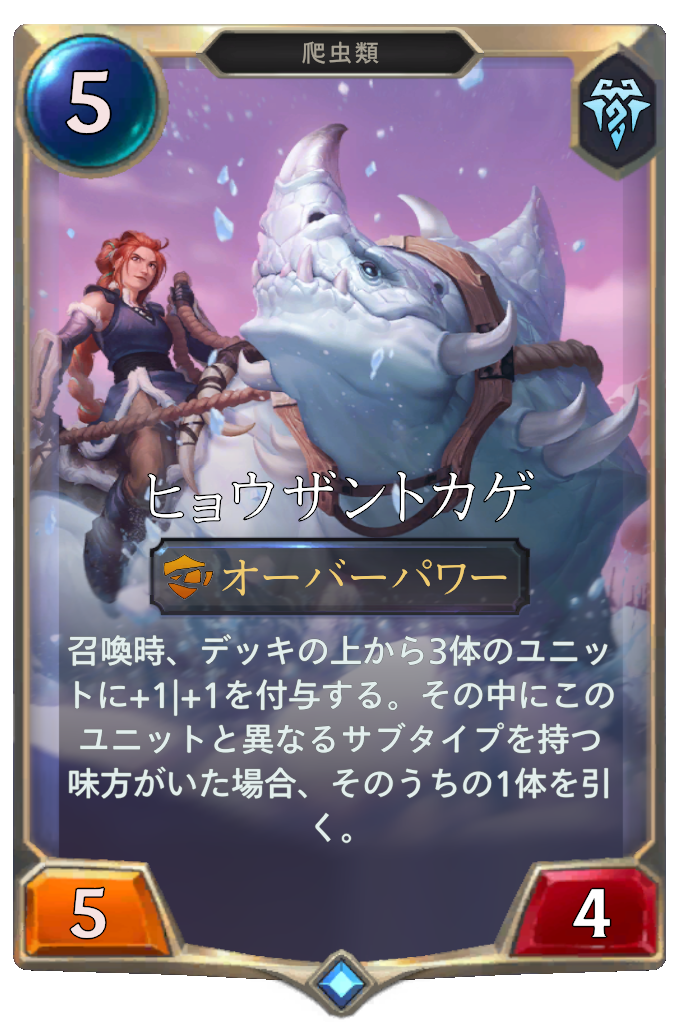 爬虫類
5
ヒョウザントカゲ
オーバーパワー
召喚時、デッキの上から3体のユニッ
トに+1|+1を付与する。その中にこの
ユニットと異なるサブタイプを持つ
味方がいた場合、そのうちの1体を引
く。
5
4